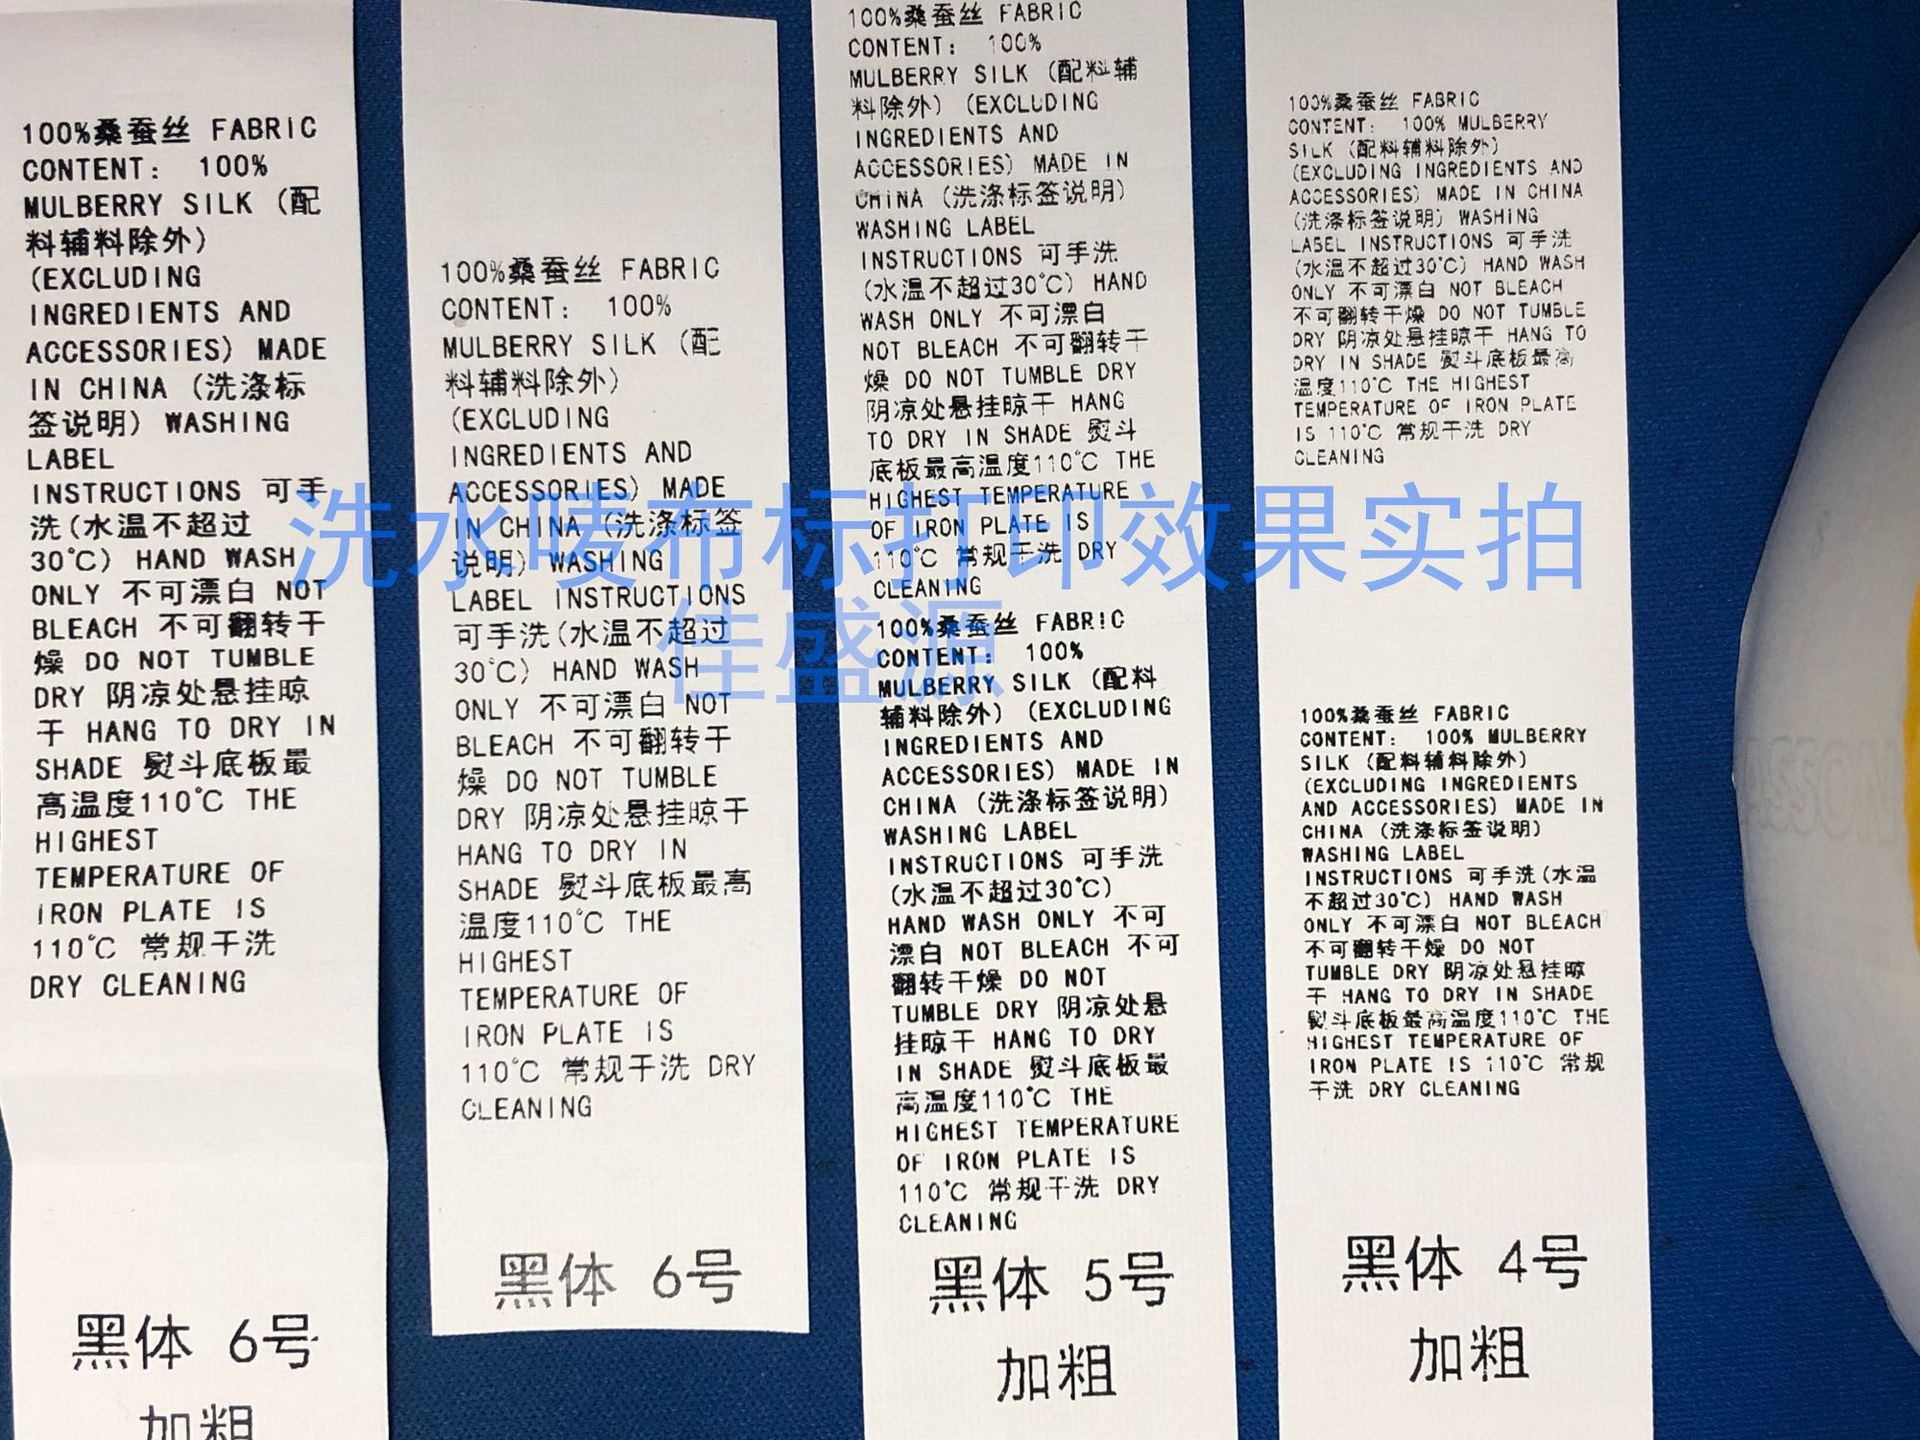 100%桑蚕丝 FABRIC
CONTENT: 100%
MULBERRY SILK (配
料辅料除外)
(EXCLUDING
INGREDIENTS AND
ACCESSORIES) MADE
IN CHINA (洗涤标
签说明) WASHING
LABEL
INSTRUCTIONS 可手
洗(水温不超过
30℃) HAND WASH
ONLY 不可漂白 NOT
BLEACH 不可翻转干
燥 DO NOT TUMBLE
DRY 阴凉处悬挂晾
干 HANG TO DRY IN
SHADE 熨斗底板最
高温度110℃ THE
HIGHEST
TEMPERATURE OF
IRON PLATE IS
110℃ 常规干洗
DRY CLEANING
黑体 6号
加粗
100%桑蚕丝 FABRIC
CONTENT: 100%
MULBERRY SILK (配
料辅料除外)
(EXCLUDING
INGREDIENTS AND
ACCESSORIES) MADE
IN CHINA (洗涤标签
说明) WASHING
LABEL INSTRUCTIONS
可手洗(水温不超过
30℃) HAND WASH
ONLY 不可漂白 NOT
BLEACH 不可翻转干
燥 DO NOT TUMBLE
DRY 阴凉处悬挂晾干
HANG TO DRY IN
SHADE 熨斗底板最高
温度110℃ THE
HIGHEST
TEMPERATURE OF
IRON PLATE IS
110℃ 常规干洗 DRY
CLEANING
黑体 6号
100%桑蚕丝 FABRIC
CONTENT: 100%
MULBERRY SILK (配料辅
料除外) (EXCLUDING
INGREDIENTS AND
ACCESSORIES) MADE IN
CHINA (洗涤标签说明)
WASHING LABEL
INSTRUCTIONS 可手洗
(水温不超过30℃) HAND
WASH ONLY 不可漂白
NOT BLEACH 不可翻转干
燥 DO NOT TUMBLE DRY
阴凉处悬挂晾干 HANG
TO DRY IN SHADE 熨斗
底板最高温度110℃ THE
HIGHEST TEMPERATURE
OF IRON PLATE IS
110℃ 常规干洗 DRY
CLEANING
100%桑蚕丝 FABRIC
CONTENT: 100%
MULBERRY SILK (配料
辅料除外) (EXCLUDING
INGREDIENTS AND
ACCESSORIES) MADE IN
CHINA (洗涤标签说明)
WASHING LABEL
INSTRUCTIONS 可手洗
(水温不超过30℃)
HAND WASH ONLY 不可
漂白 NOT BLEACH 不可
翻转干燥 DO NOT
TUMBLE DRY 阴凉处悬
挂晾干 HANG TO DRY
IN SHADE 熨斗底板最
高温度110℃ THE
HIGHEST TEMPERATURE
OF IRON PLATE IS
110℃ 常规干洗 DRY
CLEANING
黑体 5号
加粗
100%桑蚕丝 FABRIC
CONTENT: 100% MULBERRY
SILK (配料辅料除外)
(EXCLUDING INGREDIENTS AND
ACCESSORIES) MADE IN CHINA
(洗涤标签说明) WASHING
LABEL INSTRUCTIONS 可手洗
(水温不超过30℃) HAND WASH
ONLY 不可漂白 NOT BLEACH
不可翻转干燥 DO NOT TUMBLE
DRY 阴凉处悬挂晾干 HANG TO
DRY IN SHADE 熨斗底板最高
温度110℃ THE HIGHEST
TEMPERATURE OF IRON PLATE
IS 110℃ 常规干洗 DRY
CLEANING
100%桑蚕丝 FABRIC
CONTENT: 100% MULBERRY
SILK (配料辅料除外)
(EXCLUDING INGREDIENTS
AND ACCESSORIES) MADE IN
CHINA (洗涤标签说明)
WASHING LABEL
INSTRUCTIONS 可手洗(水温
不超过30℃) HAND WASH
ONLY 不可漂白 NOT BLEACH
不可翻转干燥 DO NOT
TUMBLE DRY 阴凉处悬挂晾
干 HANG TO DRY IN SHADE
熨斗底板最高温度110℃ THE
HIGHEST TEMPERATURE OF
IRON PLATE IS 110℃ 常规
干洗 DRY CLEANING
黑体 4号
加粗
洗水唛布标打印效果实拍
佳盛源